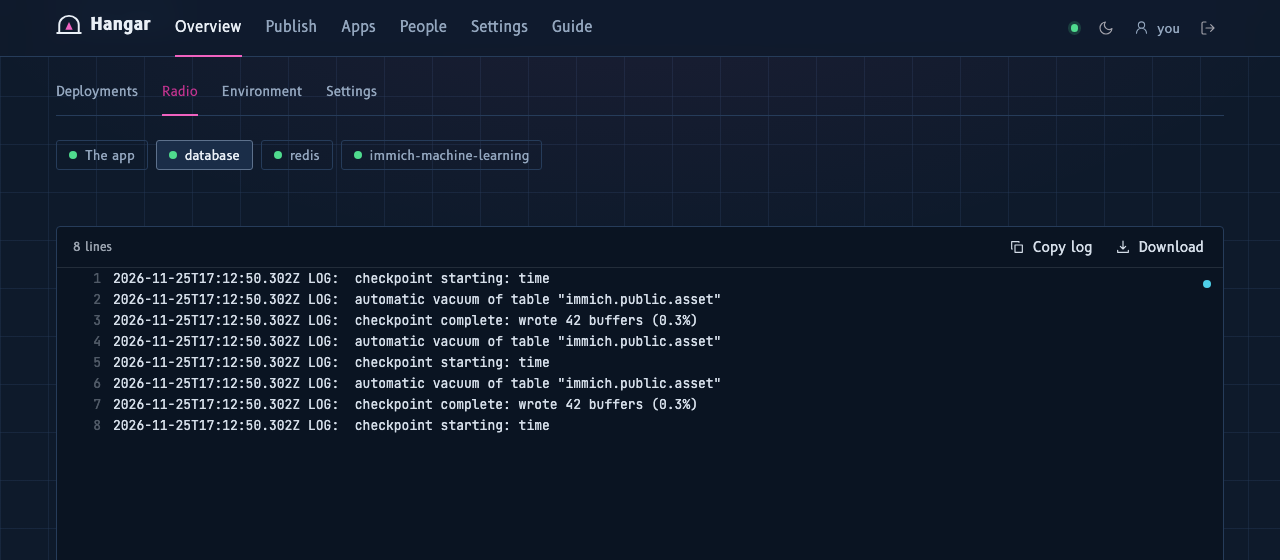 Hangar Overview Publish Apps People Settings Guide you
Deployments Radio Environment Settings
The app database redis immich-machine-learning
8 lines Copy log Download
1 2026-11-25T17:12:50.302Z LOG:  checkpoint starting: time
2 2026-11-25T17:12:50.302Z LOG:  automatic vacuum of table "immich.public.asset"
3 2026-11-25T17:12:50.302Z LOG:  checkpoint complete: wrote 42 buffers (0.3%)
4 2026-11-25T17:12:50.302Z LOG:  automatic vacuum of table "immich.public.asset"
5 2026-11-25T17:12:50.302Z LOG:  checkpoint starting: time
6 2026-11-25T17:12:50.302Z LOG:  automatic vacuum of table "immich.public.asset"
7 2026-11-25T17:12:50.302Z LOG:  checkpoint complete: wrote 42 buffers (0.3%)
8 2026-11-25T17:12:50.302Z LOG:  checkpoint starting: time